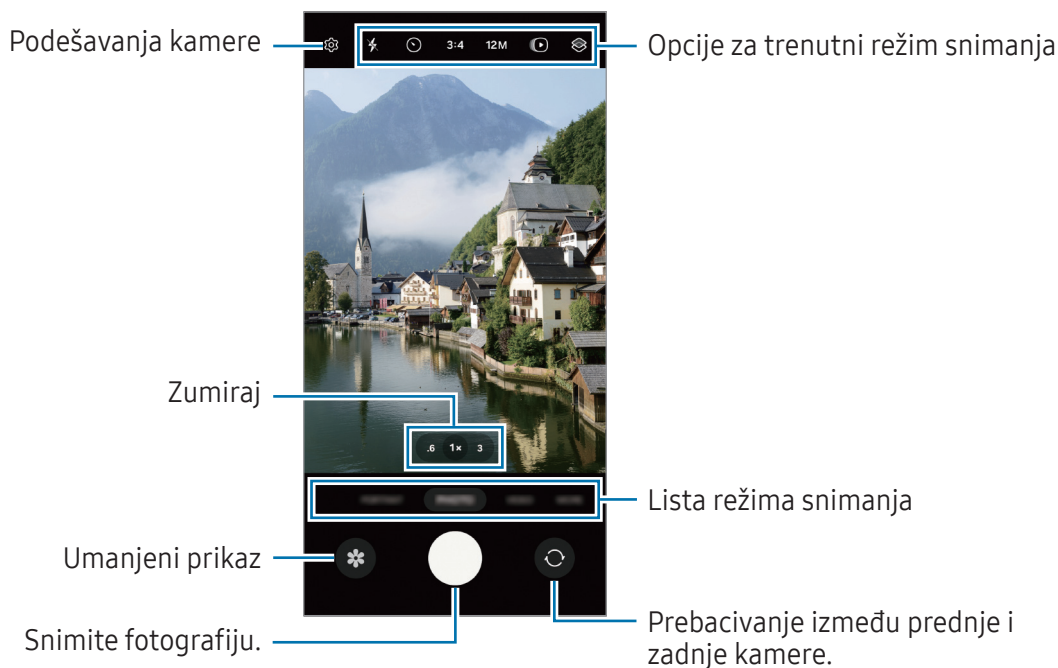 Podešavanja kamere
3:4
12M
Opcije za trenutni režim snimanja
Zumiraj
.6 1× 3
Lista režima snimanja
Umanjeni prikaz
Snimite fotografiju.
Prebacivanje između prednje i
zadnje kamere.